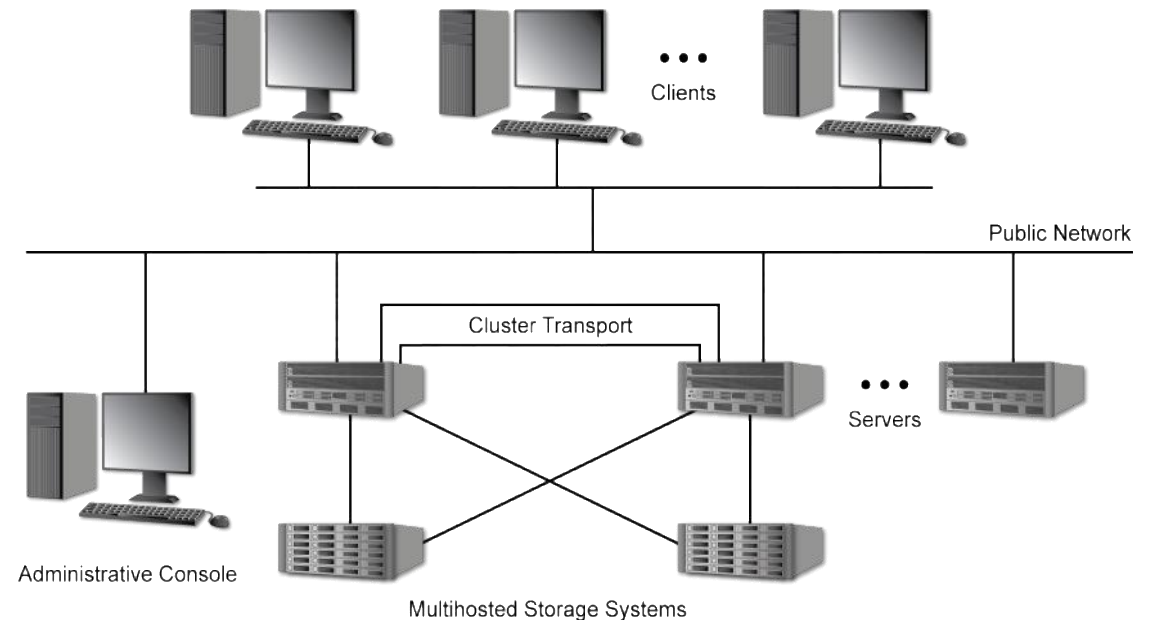 Clients
Public Network
Cluster Transport
Servers
Administrative Console
Multihosted Storage Systems